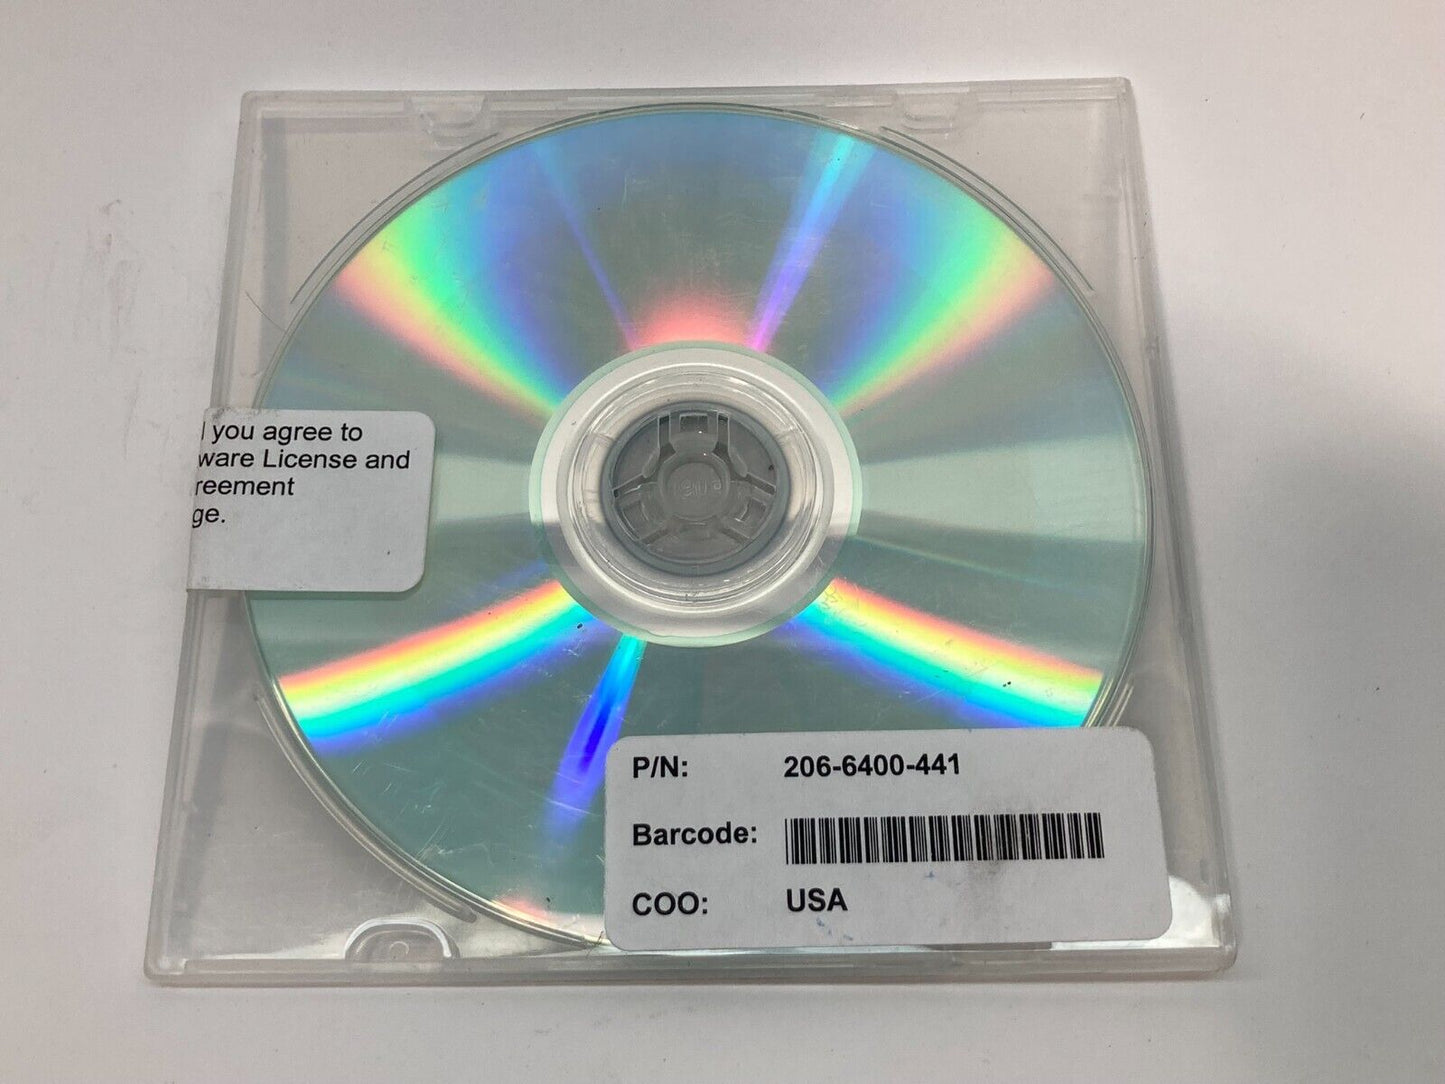 you agree to
ware License and
reement
ge.
P/N: 206-6400-441
Barcode:
COO: USA